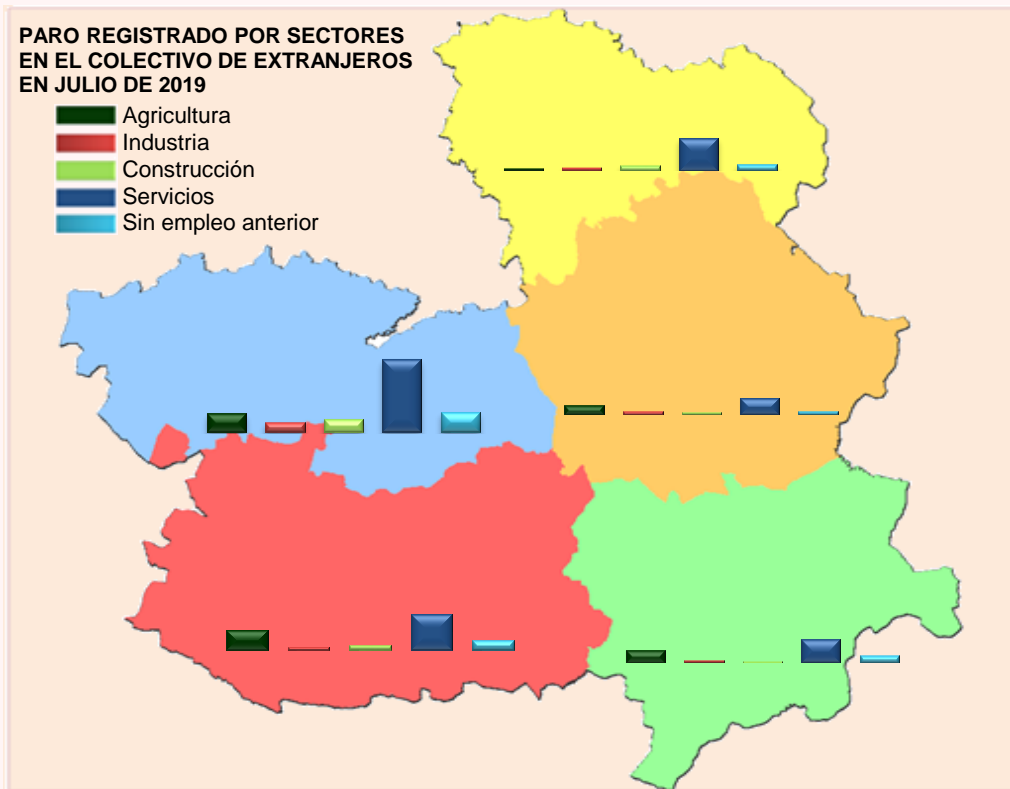 PARO REGISTRADO POR SECTORES
EN EL COLECTIVO DE EXTRANJEROS
EN JULIO DE 2019
Agricultura
Industria
Construcción
Servicios
Sin empleo anterior